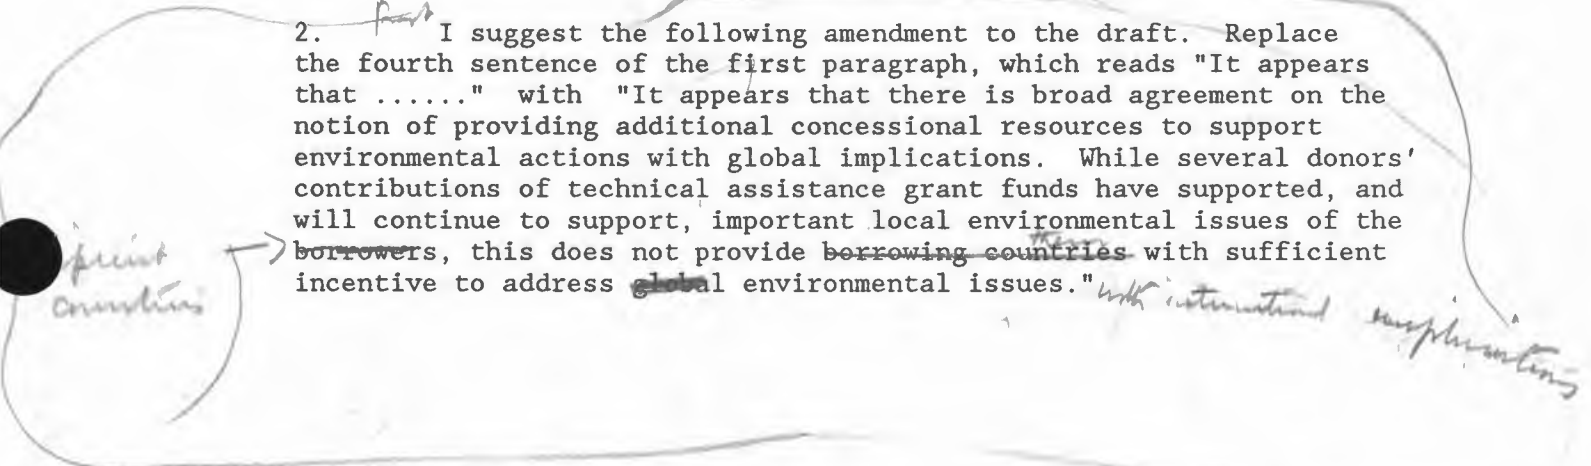 2. I suggest the following amendment to the draft. Replace
the fourth sentence of the first paragraph, which reads "It appears
that ......" with "It appears that there is broad agreement on the
notion of providing additional concessional resources to support
environmental actions with global implications. While several donors'
contributions of technical assistance grant funds have supported, and
will continue to support, important local environmental issues of the
borrowers, this does not provide borrowing countries with sufficient
them
incentive to address global environmental issues."
with international implications
countries